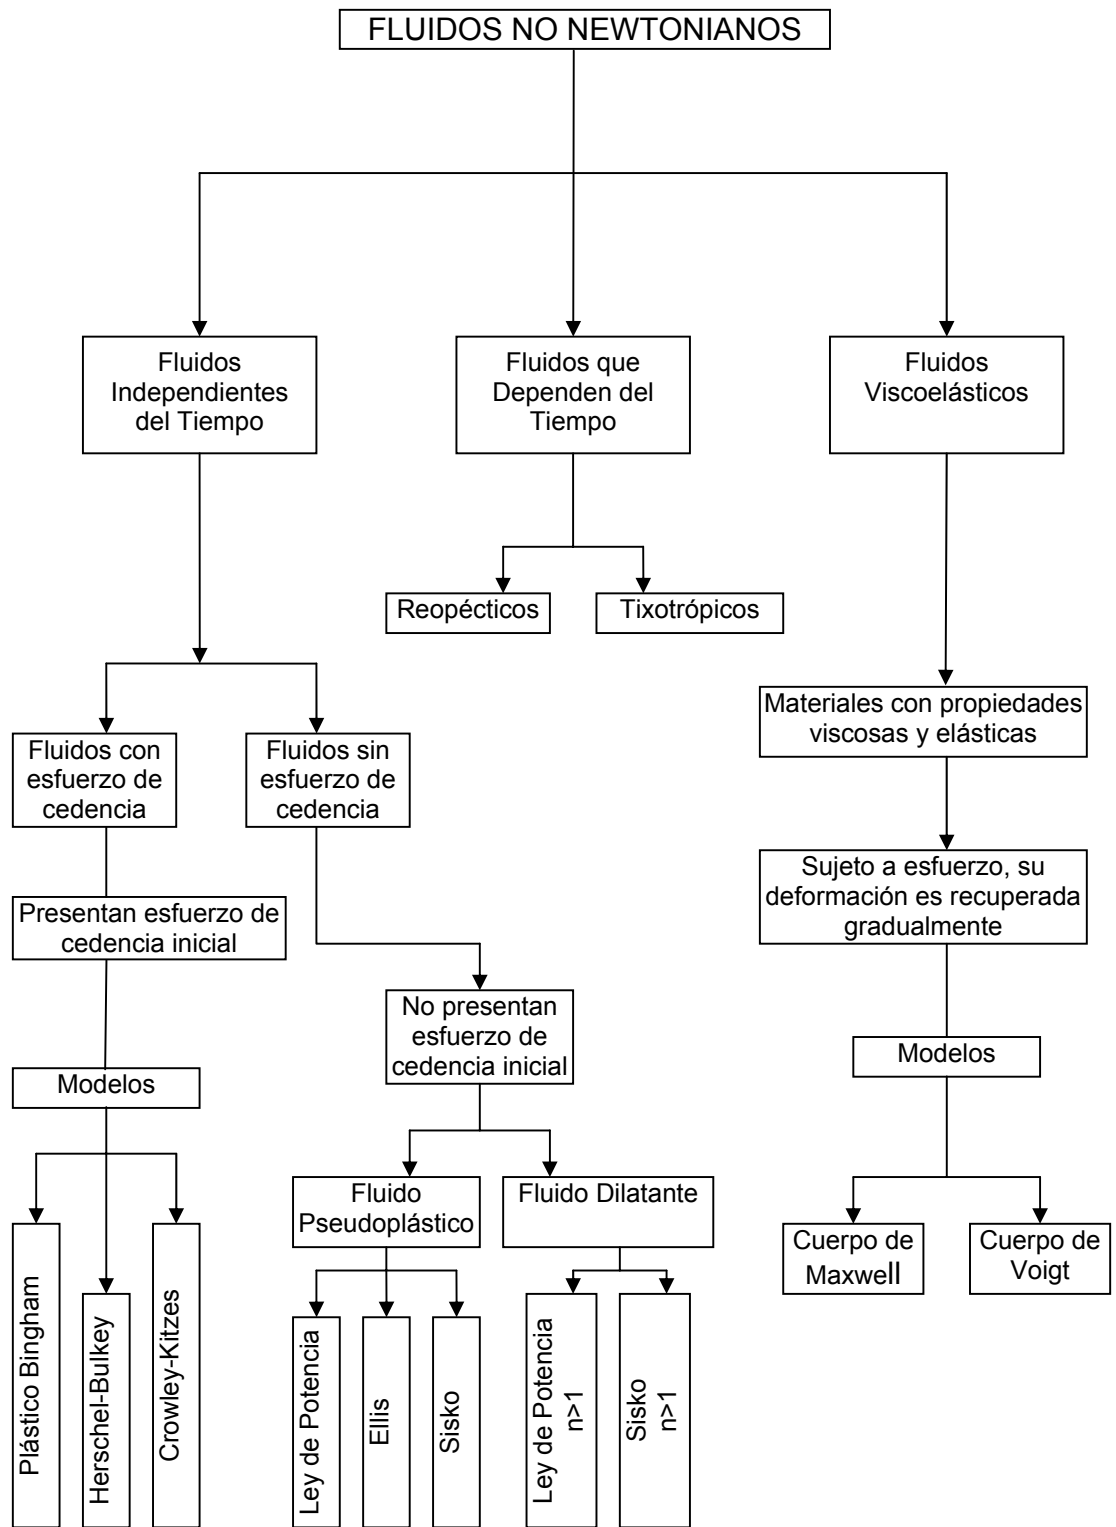 FLUIDOS NO NEWTONIANOS
Fluidos
Independientes
del Tiempo
Fluidos que
Dependen del
Tiempo
Fluidos
Viscoelásticos
Reopécticos
Tixotrópicos
Materiales con propiedades
viscosas y elásticas
Fluidos con
esfuerzo de
cedencia
Fluidos sin
esfuerzo de
cedencia
Sujeto a esfuerzo, su
deformación es recuperada
gradualmente
Presentan esfuerzo de
cedencia inicial
No presentan
esfuerzo de
cedencia inicial
Modelos
Modelos
Fluido
Pseudoplástico
Fluido Dilatante
Cuerpo de
Maxwell
Cuerpo de
Voigt
Plástico Bingham
Herschel-Bulkey
Crowley-Kitzes
Ley de Potencia
Ellis
Sisko
Ley de Potencia
n>1
Sisko
n>1